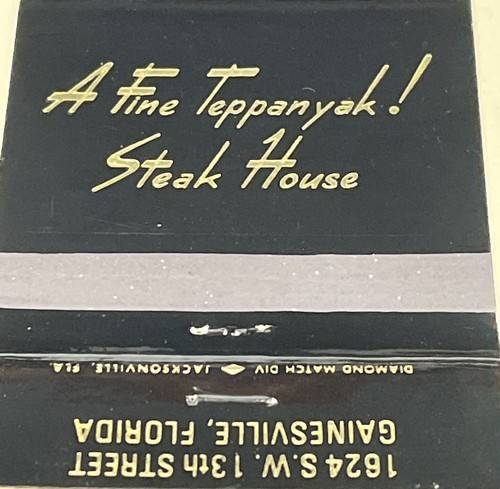 A Fine Teppanyak!
Steak House
1624 S.W. 13th STREET
GAINESVILLE, FLORIDA
DIAMOND MATCH DIV. JACKSONVILLE, FLA.